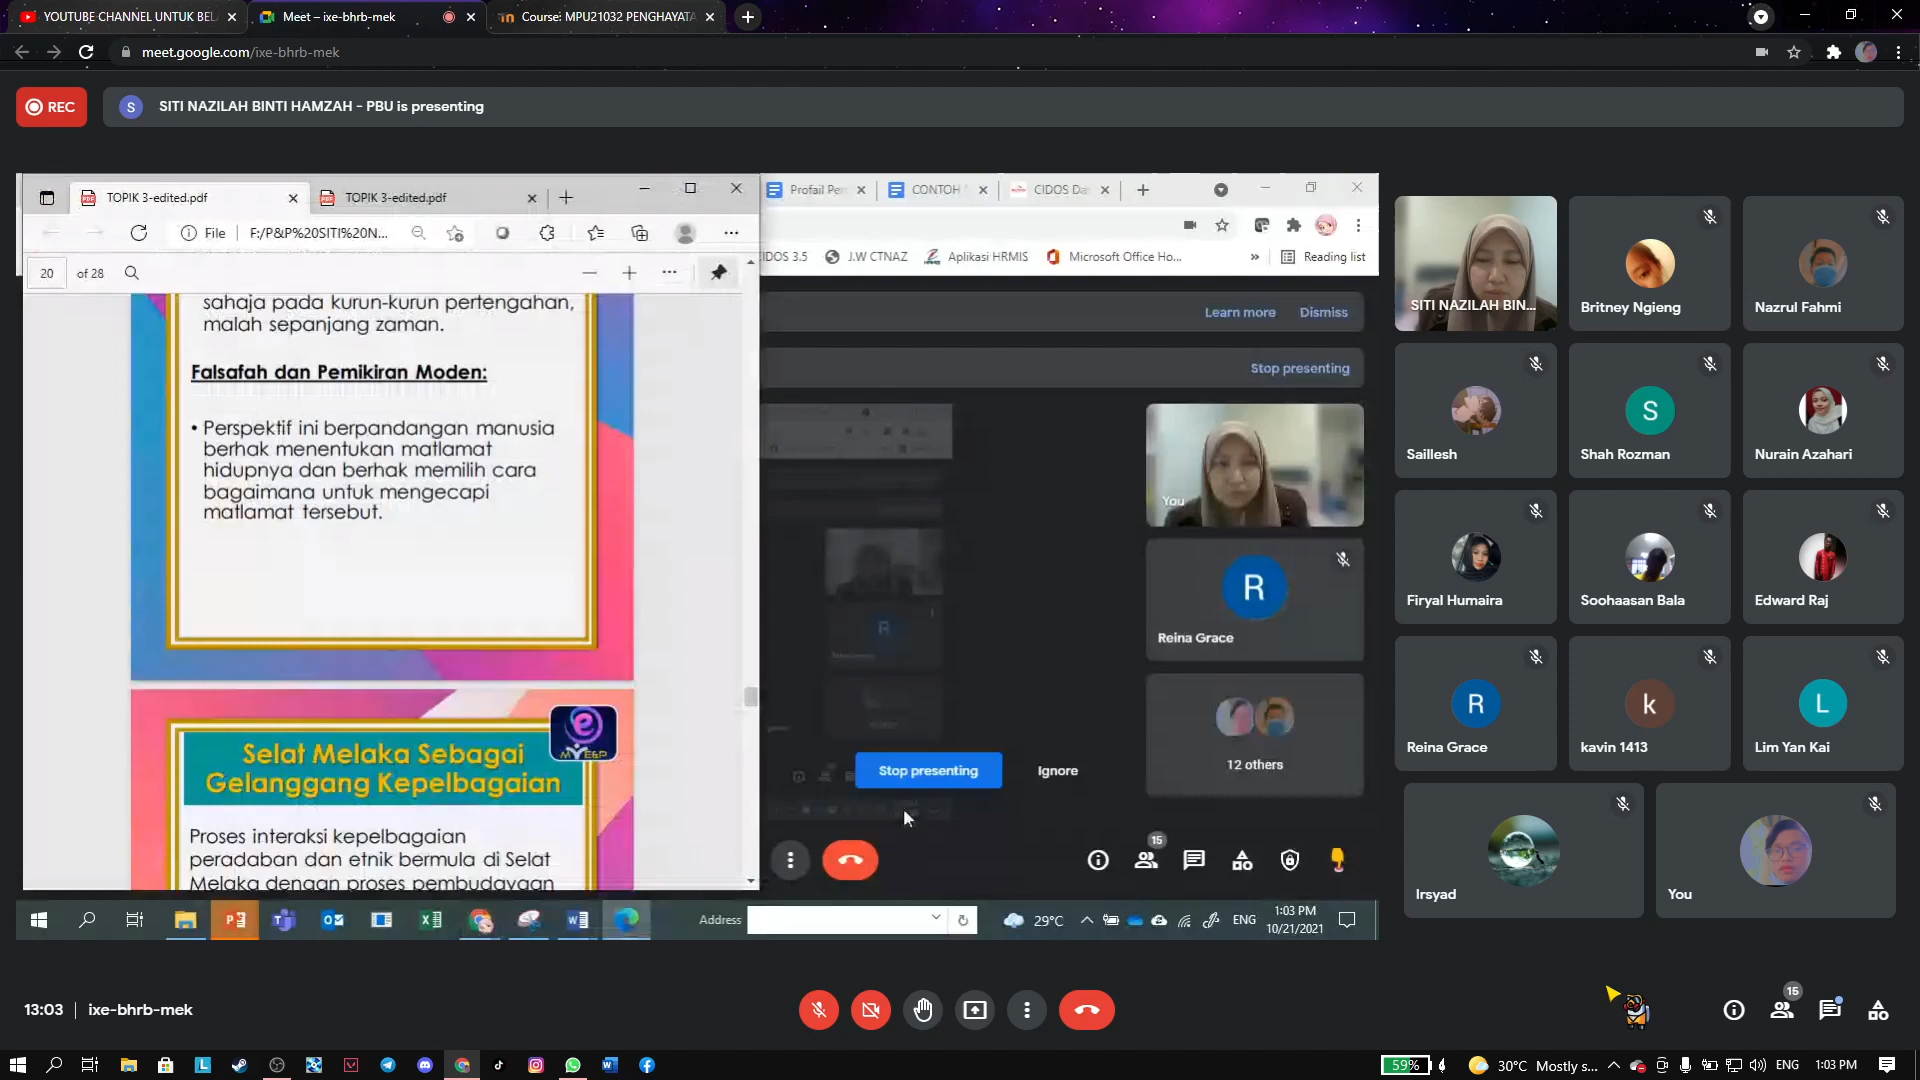 YOUTUBE CHANNEL UNTUK BEL
Meet – ixe-bhrb-mek
Course: MPU21032 PENGHAYATA
meet.google.com/ixe-bhrb-mek
REC
S
SITI NAZILAH BINTI HAMZAH - PBU is presenting
TOPIK 3-edited.pdf
TOPIK 3-edited.pdf
Profail Per
CONTOH
CIDOS Da
File
F:/P&P%20SITI%20N...
IDOS 3.5
J.W CTNAZ
Aplikasi HRMIS
Microsoft Office Ho...
Reading list
20
of 28
sahaja pada kurun-kurun pertengahan,
malah sepanjang zaman.
Falsafah dan Pemikiran Moden:
• Perspektif ini berpandangan manusia
berhak menentukan matlamat
hidupnya dan berhak memilih cara
bagaimana untuk mengecapi
matlamat tersebut.
Selat Melaka Sebagai
Gelanggang Kepelbagaian
Proses interaksi kepelbagaian
peradaban dan etnik bermula di Selat
Melaka dengan proses pembudayaan
Learn more
Dismiss
Stop presenting
You
R
Reina Grace
R
12 others
Stop presenting
Ignore
15
Address
29°C
ENG
1:03 PM
10/21/2021
SITI NAZILAH BIN...
Britney Ngieng
Nazrul Fahmi
Saillesh
S
Shah Rozman
Nurain Azahari
Firyal Humaira
Soohaasan Bala
Edward Raj
R
Reina Grace
k
kavin 1413
L
Lim Yan Kai
Irsyad
You
13:03
ixe-bhrb-mek
15
59%
30°C Mostly s...
ENG
1:03 PM